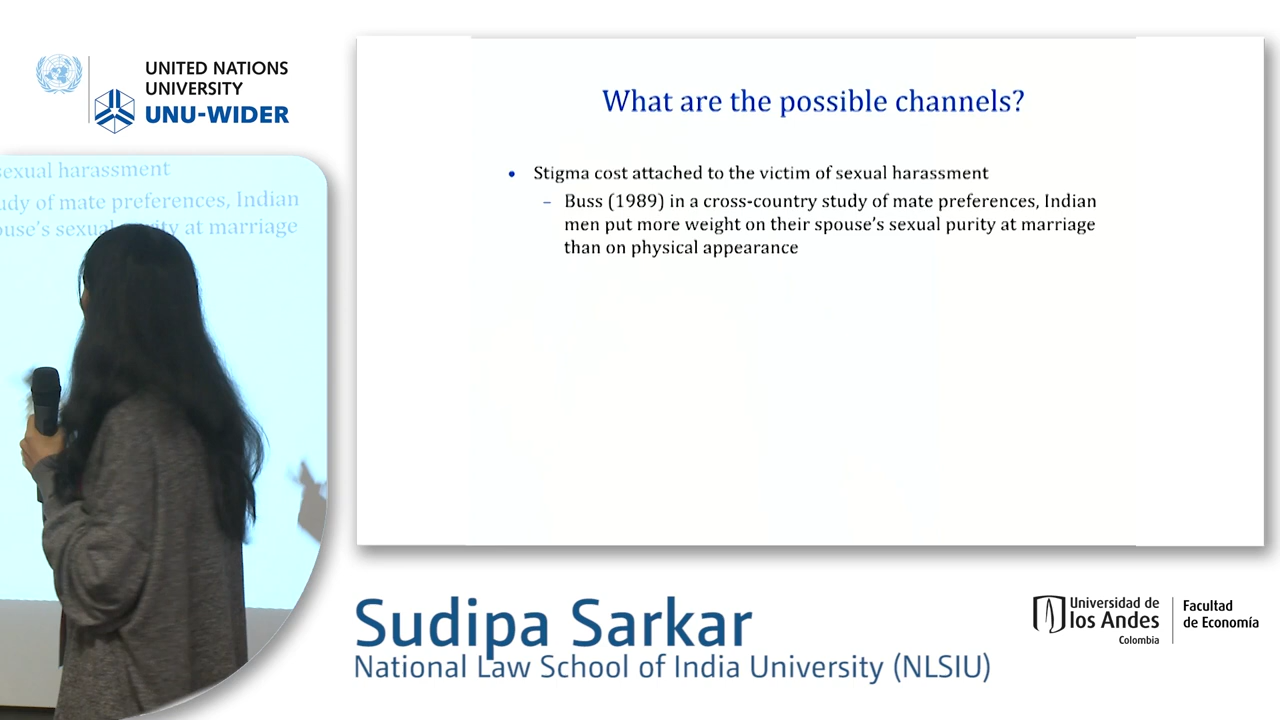 UNITED NATIONS
UNIVERSITY
UNU-WIDER
sexual harassment
udy of mate preferences, Indian
ouse's sexual purity at marriage
What are the possible channels?
• Stigma cost attached to the victim of sexual harassment
– Buss (1989) in a cross-country study of mate preferences, Indian
men put more weight on their spouse's sexual purity at marriage
than on physical appearance
Sudipa Sarkar
National Law School of India University (NLSIU)
Universidad de
los Andes
Colombia
Facultad
de Economía